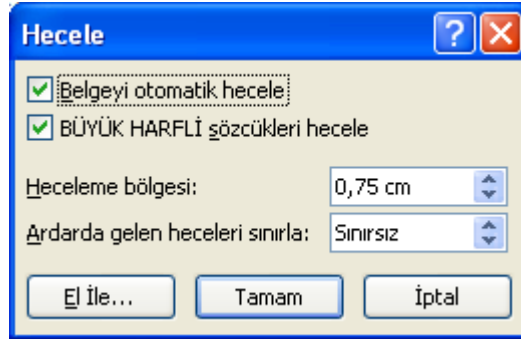 Hecele
Belgeyi otomatik hecele
BÜYÜK HARFLİ sözcükleri hecele
Heceleme bölgesi: 0,75 cm
Ardarda gelen heceleri sınırla: Sınırsız
El İle... Tamam İptal